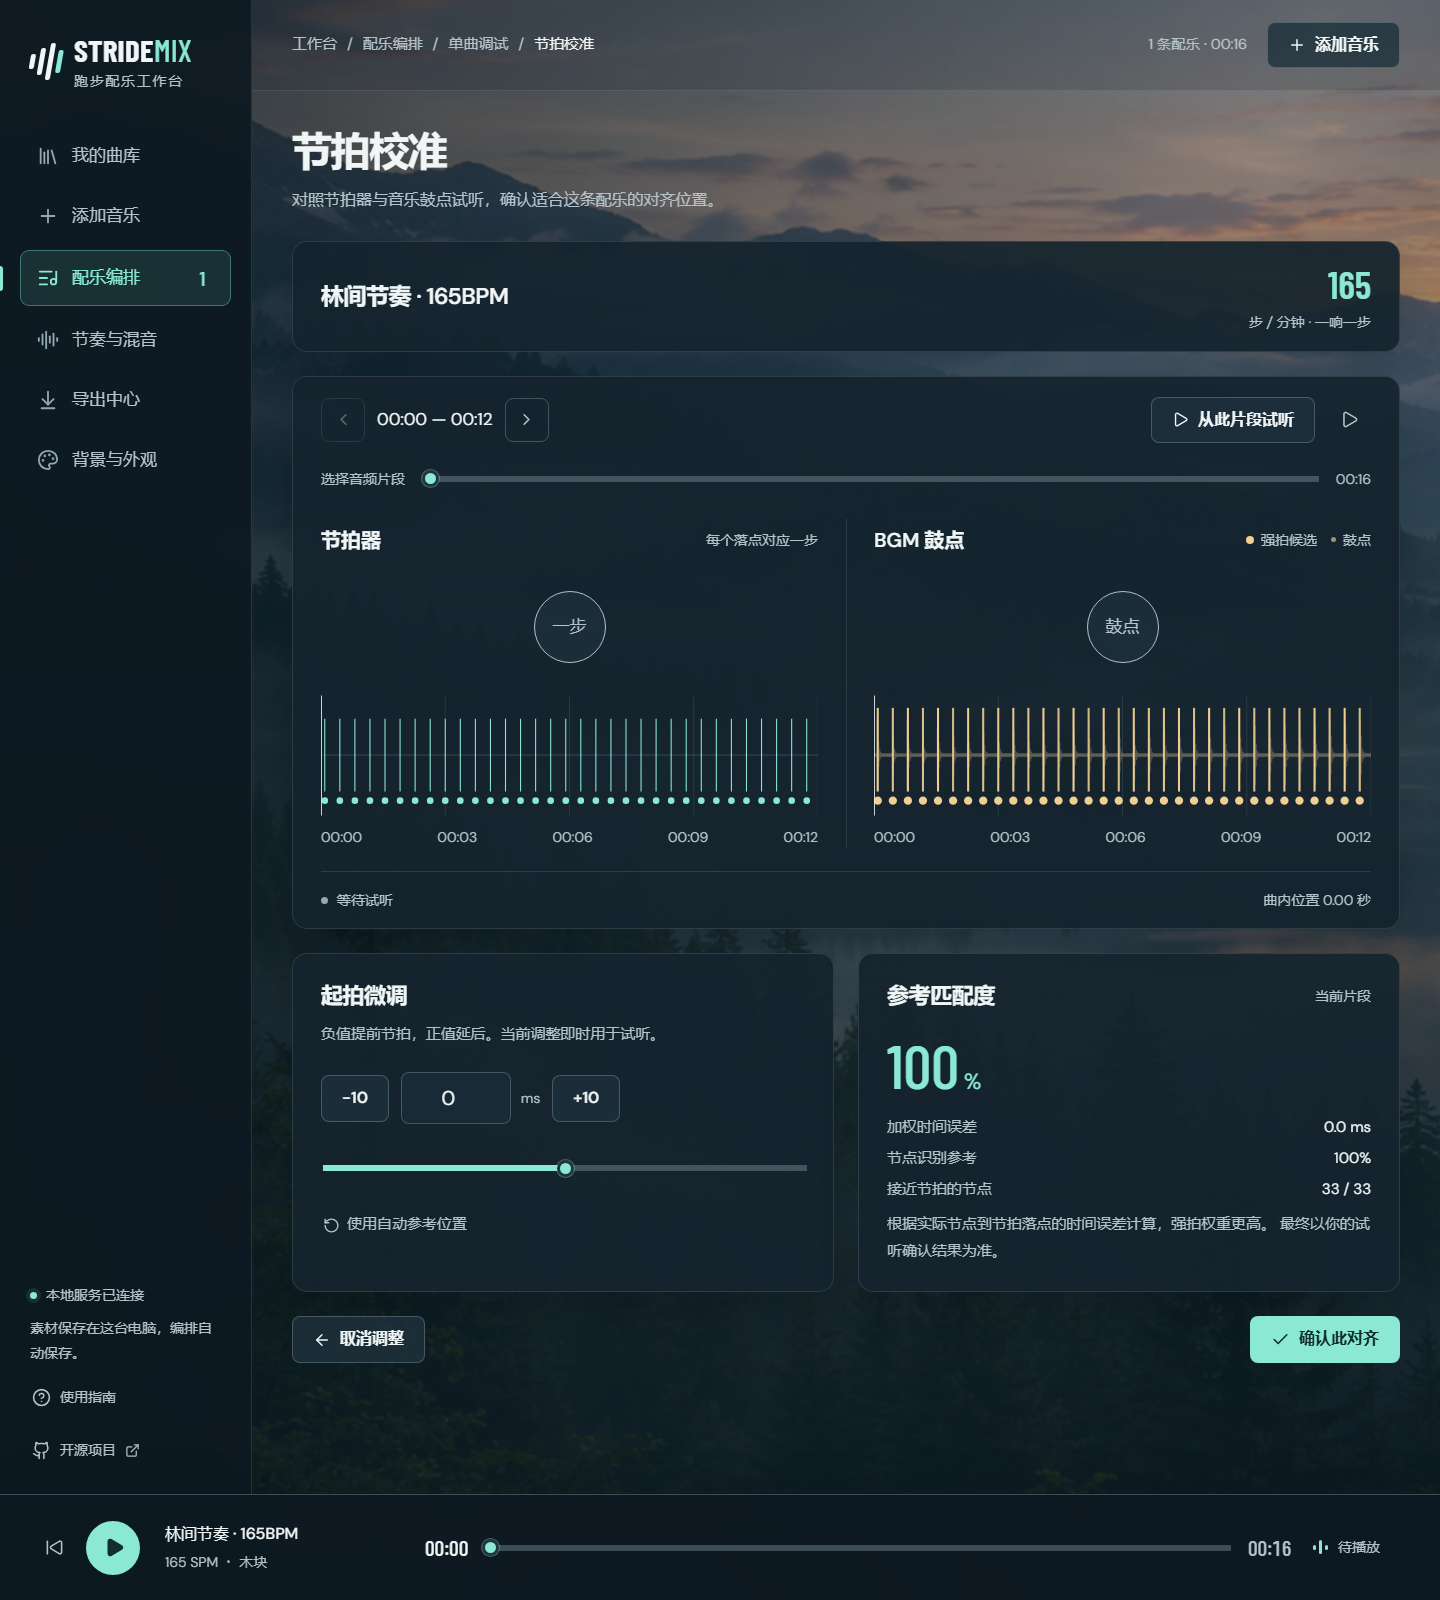 STRIDEMIX
跑步配乐工作台
我的曲库
添加音乐
配乐编排 1
节奏与混音
导出中心
背景与外观
本地服务已连接
素材保存在这台电脑，编排自
动保存。
使用指南
开源项目
工作台 / 配乐编排 / 单曲调试 / 节拍校准
1 条配乐 · 00:16
添加音乐
节拍校准
对照节拍器与音乐鼓点试听，确认适合这条配乐的对齐位置。
林间节奏 · 165BPM
165
步 / 分钟 · 一响一步
00:00 — 00:12
从此片段试听
选择音频片段
00:16
节拍器
每个落点对应一步
一步
00:00 00:03 00:06 00:09 00:12
BGM 鼓点
强拍候选 鼓点
鼓点
00:00 00:03 00:06 00:09 00:12
等待试听
曲内位置 0.00 秒
起拍微调
负值提前节拍，正值延后。当前调整即时用于试听。
-10 0 ms +10
使用自动参考位置
参考匹配度
当前片段
100 %
加权时间误差 0.0 ms
节点识别参考 100%
接近节拍的节点 33 / 33
根据实际节点到节拍落点的时间误差计算，强拍权重更高。 最终以你的试
听确认结果为准。
取消调整
确认此对齐
林间节奏 · 165BPM
165 SPM · 木块
00:00
00:16
待播放